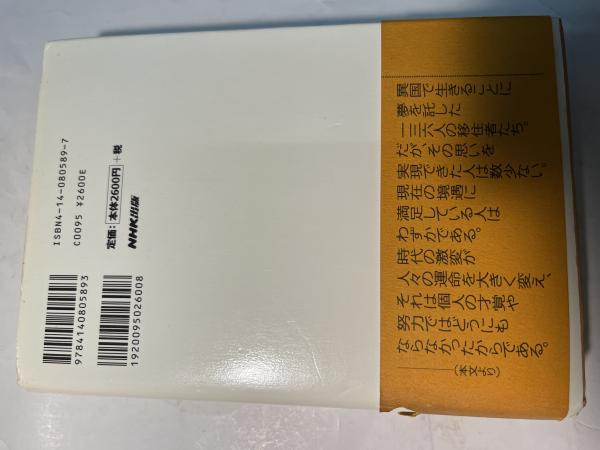 ISBN4-14-080589-7
C0095 ¥2600E
定価：本体2600円＋税
NHK出版
9784140805893
1920095026008
異国で生きることに
夢を託した
一三六人の移住者たち。
だが、その思いを
実現できた人は数少ない。
現在の境遇に
満足している人は
わずかである。
時代の激変が
人々の運命を大きく変え、
それは個人の才覚や
努力ではどうにも
ならなかったからである。
――（本文より）